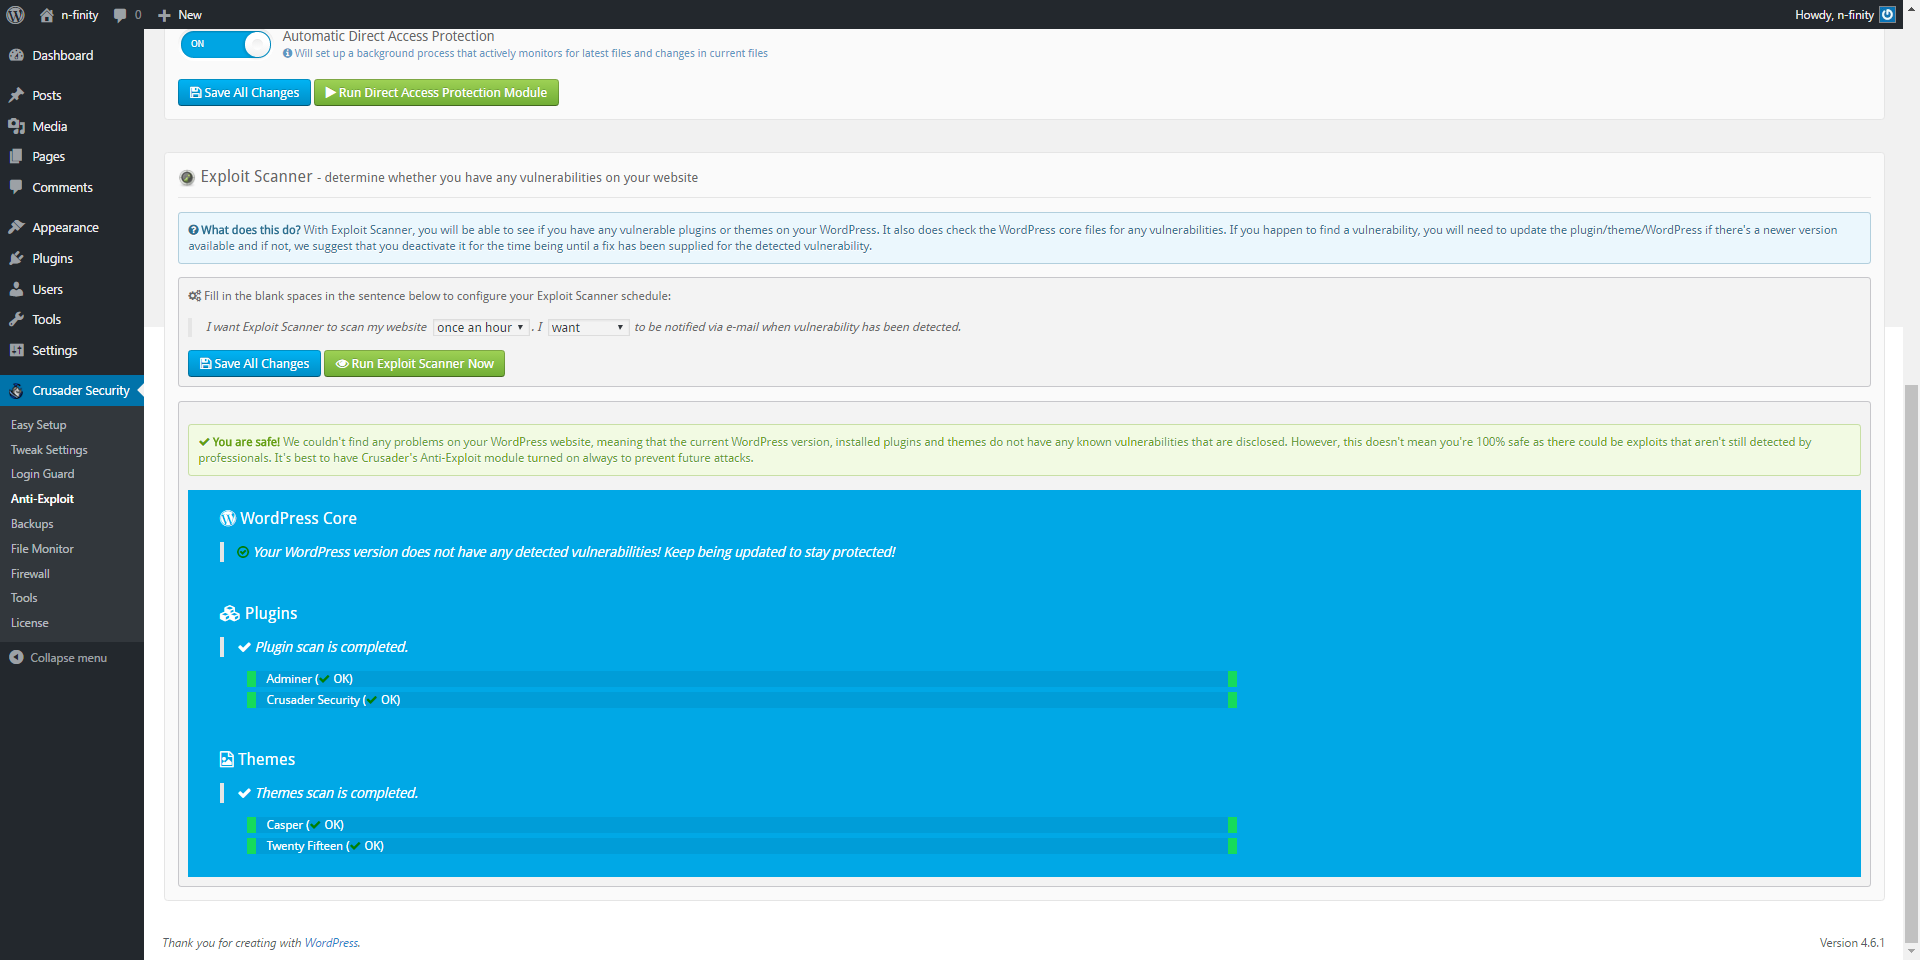 n-finity
0
New
Howdy, n-finity
Dashboard
Posts
Media
Pages
Comments
Appearance
Plugins
Users
Tools
Settings
Crusader Security
Easy Setup
Tweak Settings
Login Guard
Anti-Exploit
Backups
File Monitor
Firewall
Tools
License
Collapse menu
ON
Automatic Direct Access Protection
Will set up a background process that actively monitors for latest files and changes in current files
Save All Changes
Run Direct Access Protection Module
Exploit Scanner - determine whether you have any vulnerabilities on your website
What does this do? With Exploit Scanner, you will be able to see if you have any vulnerable plugins or themes on your WordPress. It also does check the WordPress core files for any vulnerabilities. If you happen to find a vulnerability, you will need to update the plugin/theme/WordPress if there's a newer version
available and if not, we suggest that you deactivate it for the time being until a fix has been supplied for the detected vulnerability.
Fill in the blank spaces in the sentence below to configure your Exploit Scanner schedule:
I want Exploit Scanner to scan my website once an hour . I want to be notified via e-mail when vulnerability has been detected.
Save All Changes
Run Exploit Scanner Now
You are safe! We couldn't find any problems on your WordPress website, meaning that the current WordPress version, installed plugins and themes do not have any known vulnerabilities that are disclosed. However, this doesn't mean you're 100% safe as there could be exploits that aren't still detected by
professionals. It's best to have Crusader's Anti-Exploit module turned on always to prevent future attacks.
WordPress Core
Your WordPress version does not have any detected vulnerabilities! Keep being updated to stay protected!
Plugins
Plugin scan is completed.
Adminer (✔ OK)
Crusader Security (✔ OK)
Themes
Themes scan is completed.
Casper (✔ OK)
Twenty Fifteen (✔ OK)
Thank you for creating with WordPress.
Version 4.6.1